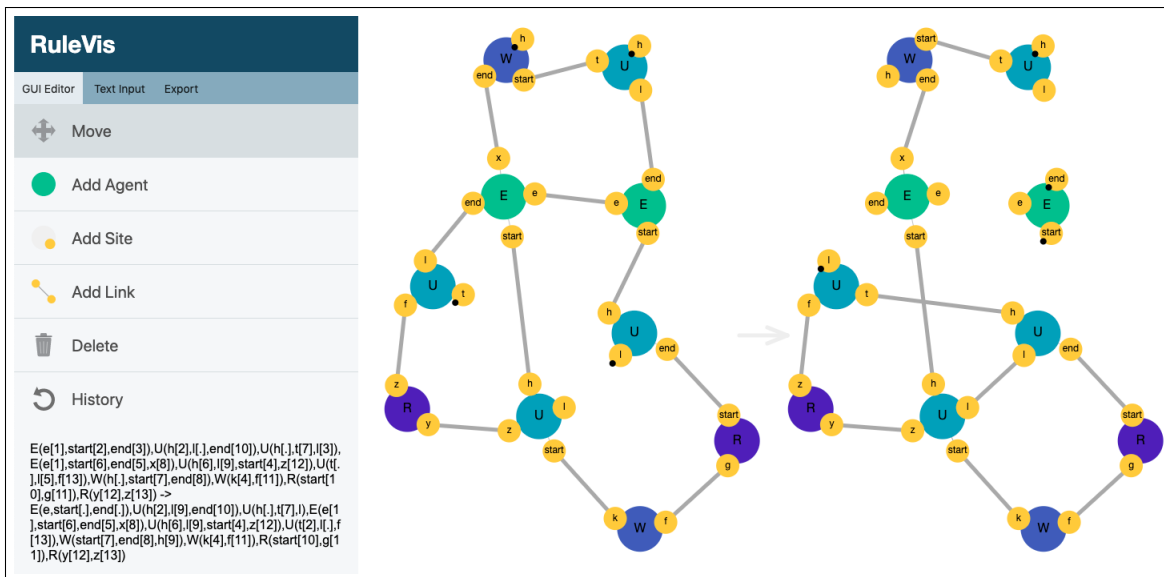 RuleVis
GUI Editor Text Input Export
Move
Add Agent
Add Site
Add Link
Delete
History
E(e[1],start[2],end[3]),U(h[2],l[.],end[10]),U(h[.],t[7],l[3]),
E(e[1],start[6],end[5],x[8]),U(h[6],l[9],start[4],z[12]),U(t[.
],l[5],f[13]),W(h[.],start[7],end[8]),W(k[4],f[11]),R(start[1
0],g[11]),R(y[12],z[13]) ->
E(e,start[.],end[.]),U(h[2],l[9],end[10]),U(h[.],t[7],l),E(e[1
],start[6],end[5],x[8]),U(h[6],l[9],start[4],z[12]),U(t[2],l[.],f
[13]),W(start[7],end[8],h[9]),W(k[4],f[11]),R(start[10],g[1
1]),R(y[12],z[13])
h
W
end
start
t
h
U
l
x
end
E
e
start
end
e
E
start
l
f
U
t
h
U
l
end
z
R
y
h
z
U
l
start
start
R
g
k
W
f
start
W
h
end
t
h
U
l
x
end
E
e
start
end
e
E
start
l
f
U
t
h
U
l
end
z
R
y
h
z
U
l
start
start
R
g
k
W
f